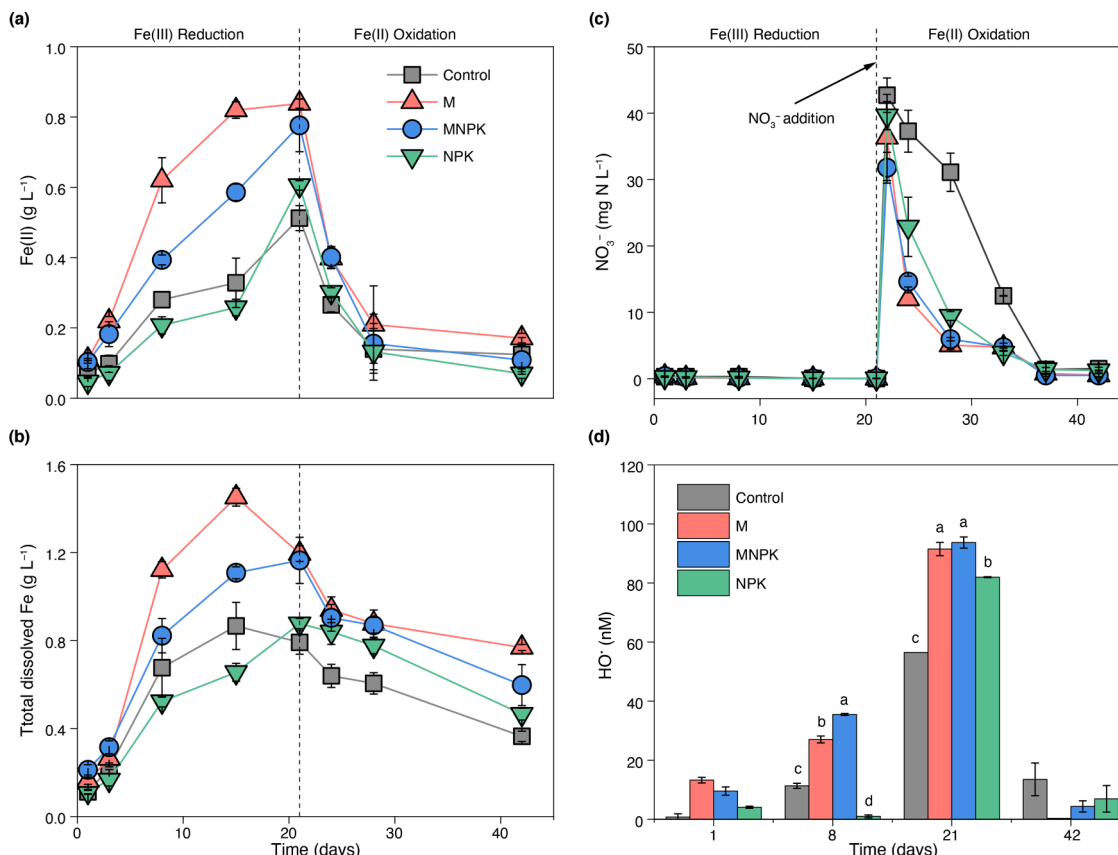 (a)
Fe(III) Reduction
Fe(II) Oxidation
1.0
0.8
0.6
0.4
0.2
0.0
Fe(II) (g L⁻¹)
Control
M
MNPK
NPK
(b)
1.6
1.2
0.8
0.4
0.0
Ttotal dissolved Fe (g L⁻¹)
0
10
20
30
40
Time (days)
(c)
Fe(III) Reduction
Fe(II) Oxidation
50
40
30
20
10
0
NO₃⁻ (mg N L⁻¹)
NO₃⁻ addition
0
10
20
30
40
(d)
120
100
80
60
40
20
0
HO· (nM)
Control
M
MNPK
NPK
c
b
a
d
c
a
a
b
1
8
21
42
Time (days)